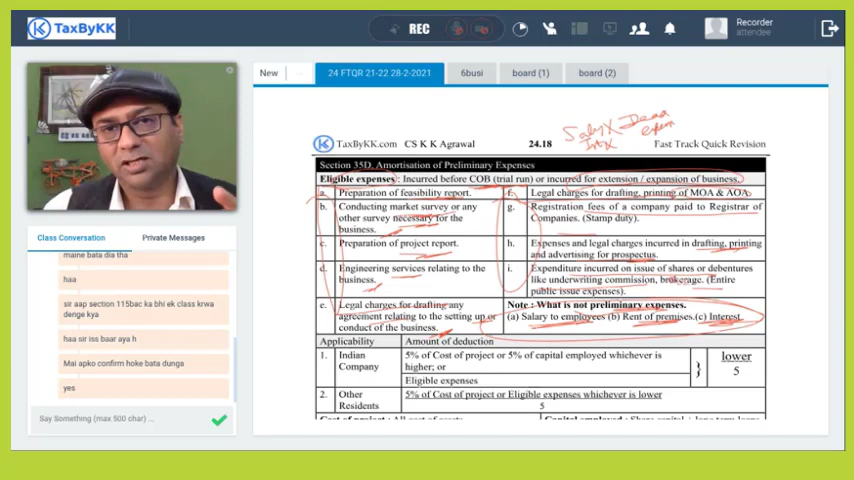 TaxByKK
REC
Recorder
attendee
New
24 FTQR 21-22 28-2-2021
6busi
board (1)
board (2)
Class Conversation
Private Messages
maine bata dia tha
haa
sir aap section 115bac ka bhi ek class krwa
denge kya
haa sir iss baar aya h
Mai apko confirm hoke bata dunga
yes
Say Something (max 500 char) ...
TaxByKK.com CS K K Agrawal
24.18
Fast Track Quick Revision
Section 35D. Amortisation of Preliminary Expenses
Eligible expenses : Incurred before COB (trial run) or incurred for extension / expansion of business.
a. Preparation of feasibility report.
b. Conducting market survey or any
other survey necessary for the
business.
c. Preparation of project report.
d. Engineering services relating to the
business.
e. Legal charges for drafting any
agreement relating to the setting up or
conduct of the business.
f. Legal charges for drafting, printing of MOA & AOA.
g. Registration fees of a company paid to Registrar of
Companies. (Stamp duty).
h. Expenses and legal charges incurred in drafting, printing
and advertising for prospectus.
i. Expenditure incurred on issue of shares or debentures
like underwriting commission, brokerage. (Entire
public issue expenses).
Note : What is not preliminary expenses.
(a) Salary to employees (b) Rent of premises.(c) Interest.
Applicability
Amount of deduction
1. Indian
Company
5% of Cost of project or 5% of capital employed whichever is
higher; or
Eligible expenses
} lower
5
2. Other
Residents
5% of Cost of project or Eligible expenses whichever is lower
5